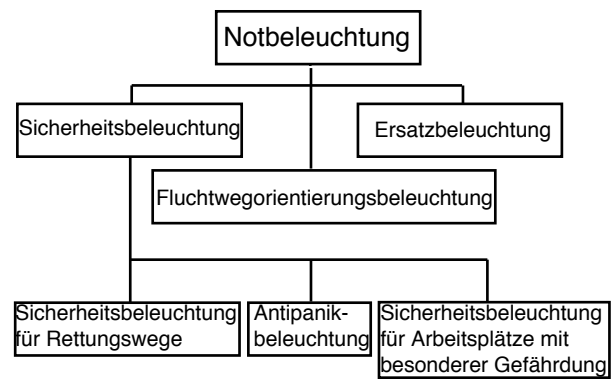 Notbeleuchtung
Sicherheitsbeleuchtung
Ersatzbeleuchtung
Fluchtwegorientierungsbeleuchtung
Sicherheitsbeleuchtung
für Rettungswege
Antipanik-
beleuchtung
Sicherheitsbeleuchtung
für Arbeitsplätze mit
besonderer Gefährdung